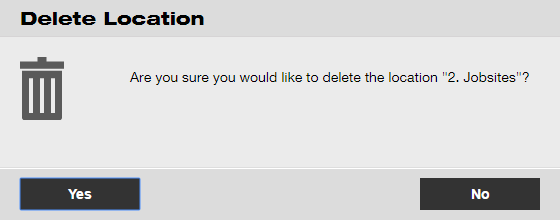 Delete Location
Are you sure you would like to delete the location "2. Jobsites"?
Yes
No